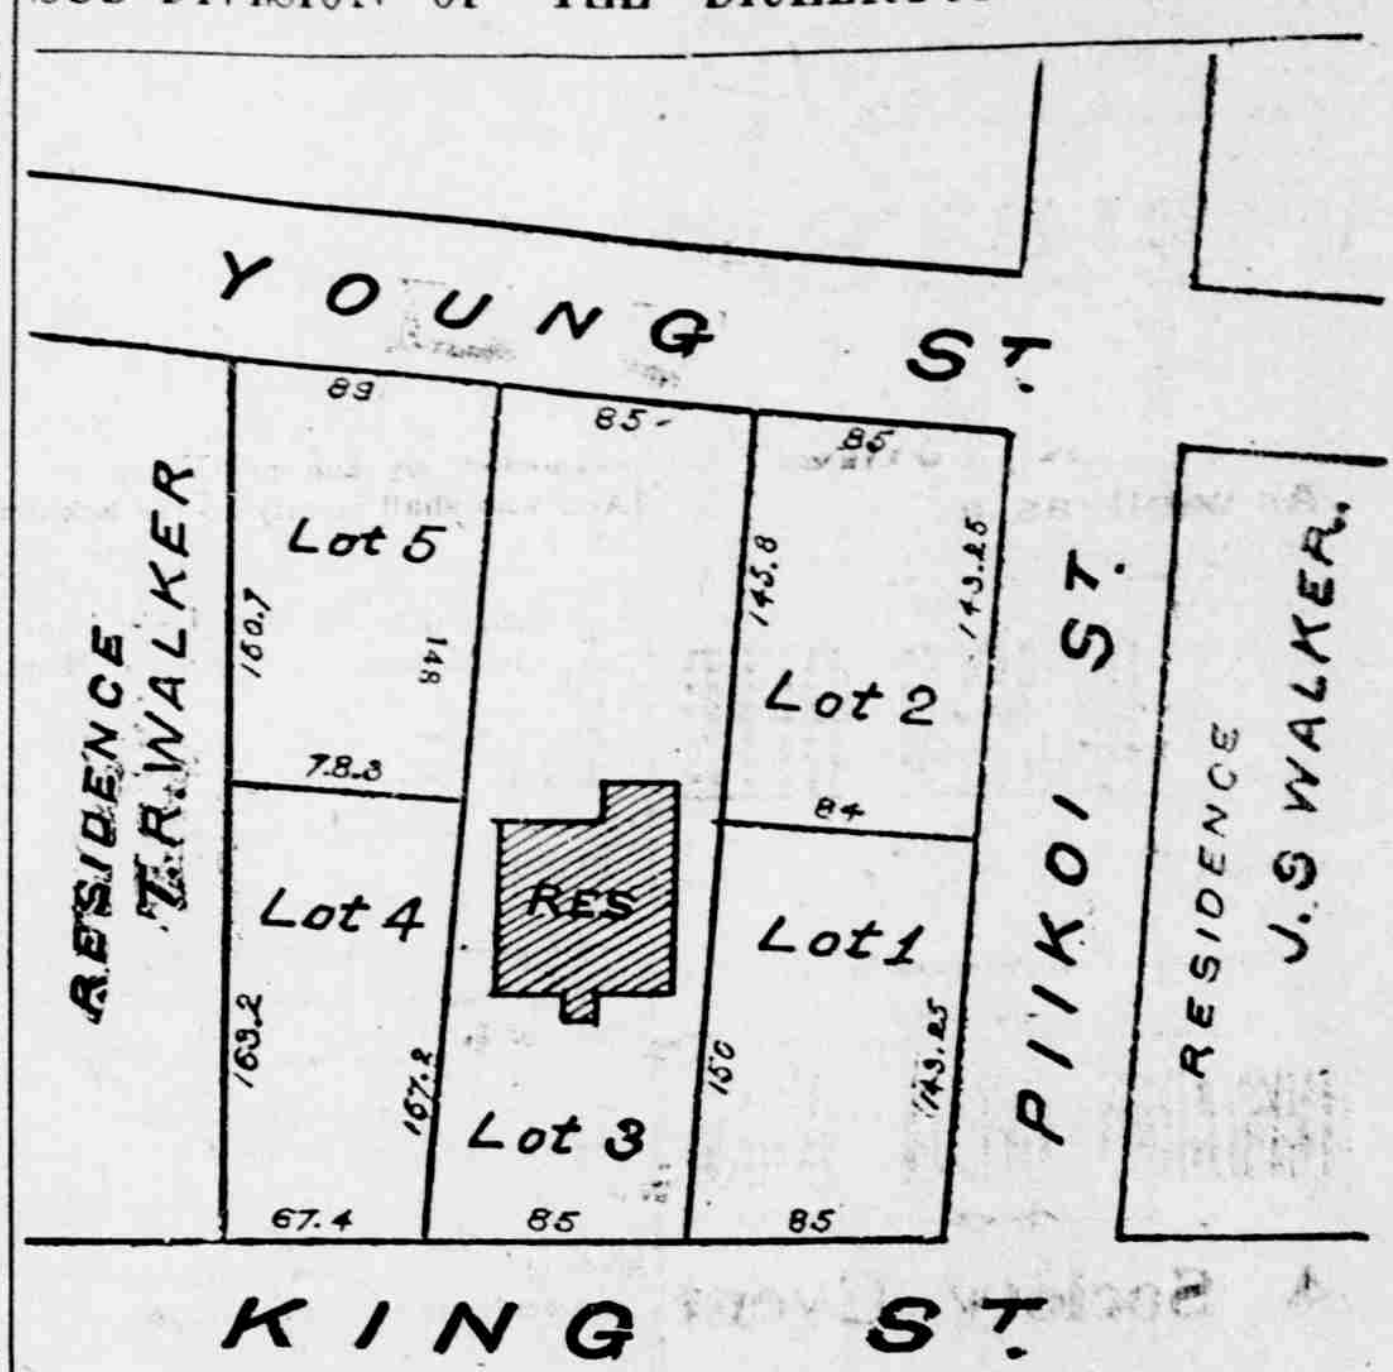 YOUNG ST.
89
85
85
Lot 5
160.7
148
78.3
145.8
143.25
Lot 2
84
RESIDENCE
T.R. WALKER
Lot 4
163.2
157.2
67.4
RES
Lot 3
85
Lot 1
150
143.25
85
PIIKOI ST.
RESIDENCE
J. S WALKER.
KING ST.